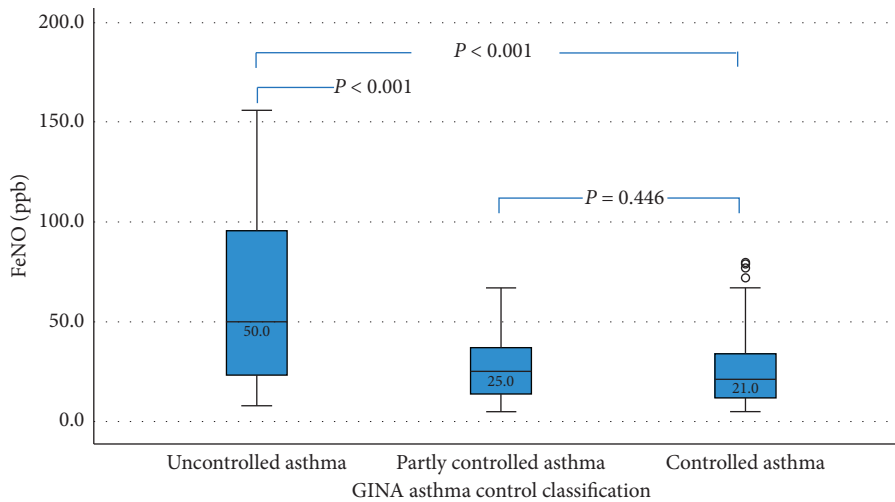 200.0
P < 0.001
P < 0.001
150.0
P = 0.446
100.0
FeNO (ppb)
50.0
50.0
25.0
21.0
0.0
Uncontrolled asthma
Partly controlled asthma
Controlled asthma
GINA asthma control classification